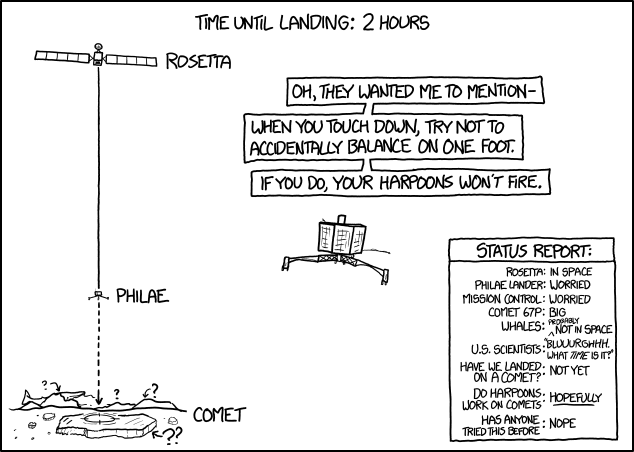 TIME UNTIL LANDING: 2 HOURS
ROSETTA
OH, THEY WANTED ME TO MENTION-
WHEN YOU TOUCH DOWN, TRY NOT TO
ACCIDENTALLY BALANCE ON ONE FOOT.
IF YOU DO, YOUR HARPOONS WON'T FIRE.
PHILAE
? ? ?
COMET
??
STATUS REPORT:
ROSETTA: IN SPACE
PHILAE LANDER: WORRIED
MISSION CONTROL: WORRIED
COMET 67P: BIG
WHALES: PROBABLY NOT IN SPACE
U.S. SCIENTISTS: "BLUUURGHHH.
WHAT TIME IS IT?"
HAVE WE LANDED
ON A COMET?: NOT YET
DO HARPOONS
WORK ON COMETS: HOPEFULLY
HAS ANYONE
TRIED THIS BEFORE: NOPE